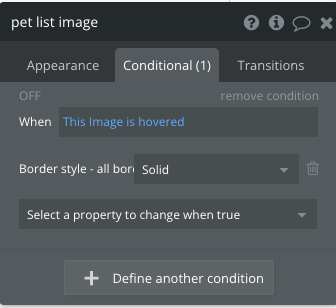 pet list image
Appearance Conditional (1) Transitions
OFF remove condition
When This Image is hovered
Border style - all bor Solid
Select a property to change when true
+ Define another condition